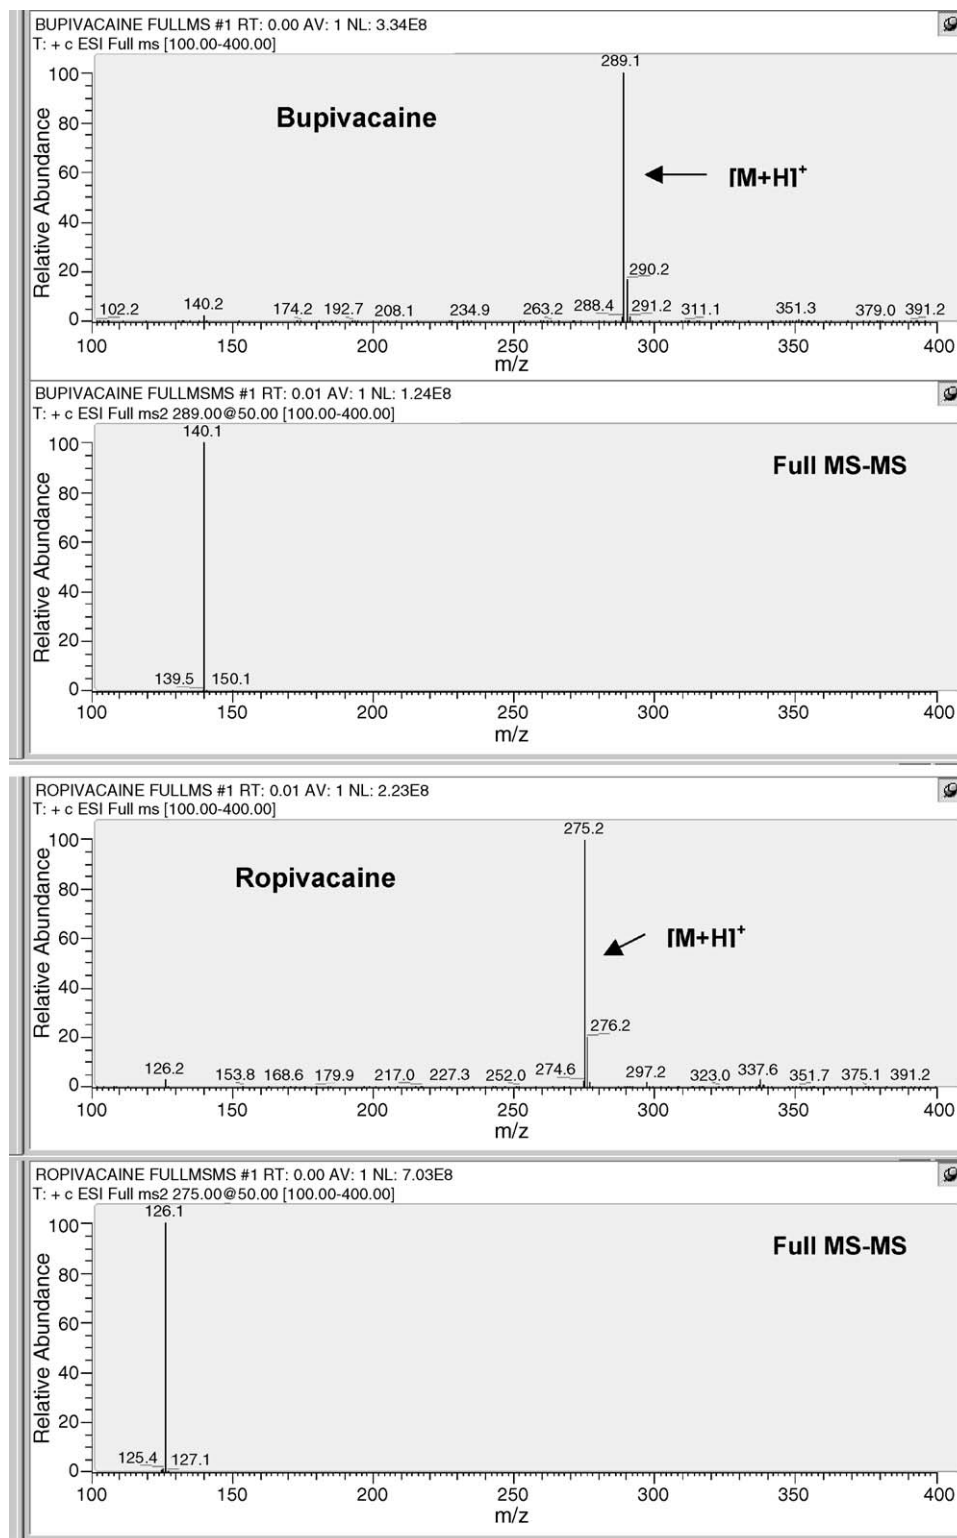 BUPIVACAINE FULLMS #1 RT: 0.00 AV: 1 NL: 3.34E8
T: + c ESI Full ms [100.00-400.00]
289.1
100
Bupivacaine
80
60
[M+H]+
40
20
290.2
102.2 140.2 174.2 192.7 208.1 234.9 263.2 288.4 291.2 311.1 351.3 379.0 391.2
0
Relative Abundance
100 150 200 250 300 350 400
m/z
BUPIVACAINE FULLMSMS #1 RT: 0.01 AV: 1 NL: 1.24E8
T: + c ESI Full ms2 289.00@50.00 [100.00-400.00]
140.1
100
Full MS-MS
80
60
40
20
139.5 150.1
0
Relative Abundance
100 150 200 250 300 350 400
m/z
ROPIVACAINE FULLMS #1 RT: 0.01 AV: 1 NL: 2.23E8
T: + c ESI Full ms [100.00-400.00]
275.2
100
Ropivacaine
80
60
[M+H]+
40
20
276.2
126.2 153.8 168.6 179.9 217.0 227.3 252.0 274.6 297.2 323.0 337.6 351.7 375.1 391.2
0
Relative Abundance
100 150 200 250 300 350 400
m/z
ROPIVACAINE FULLMSMS #1 RT: 0.00 AV: 1 NL: 7.03E8
T: + c ESI Full ms2 275.00@50.00 [100.00-400.00]
126.1
100
Full MS-MS
80
60
40
20
125.4 127.1
0
Relative Abundance
100 150 200 250 300 350 400
m/z